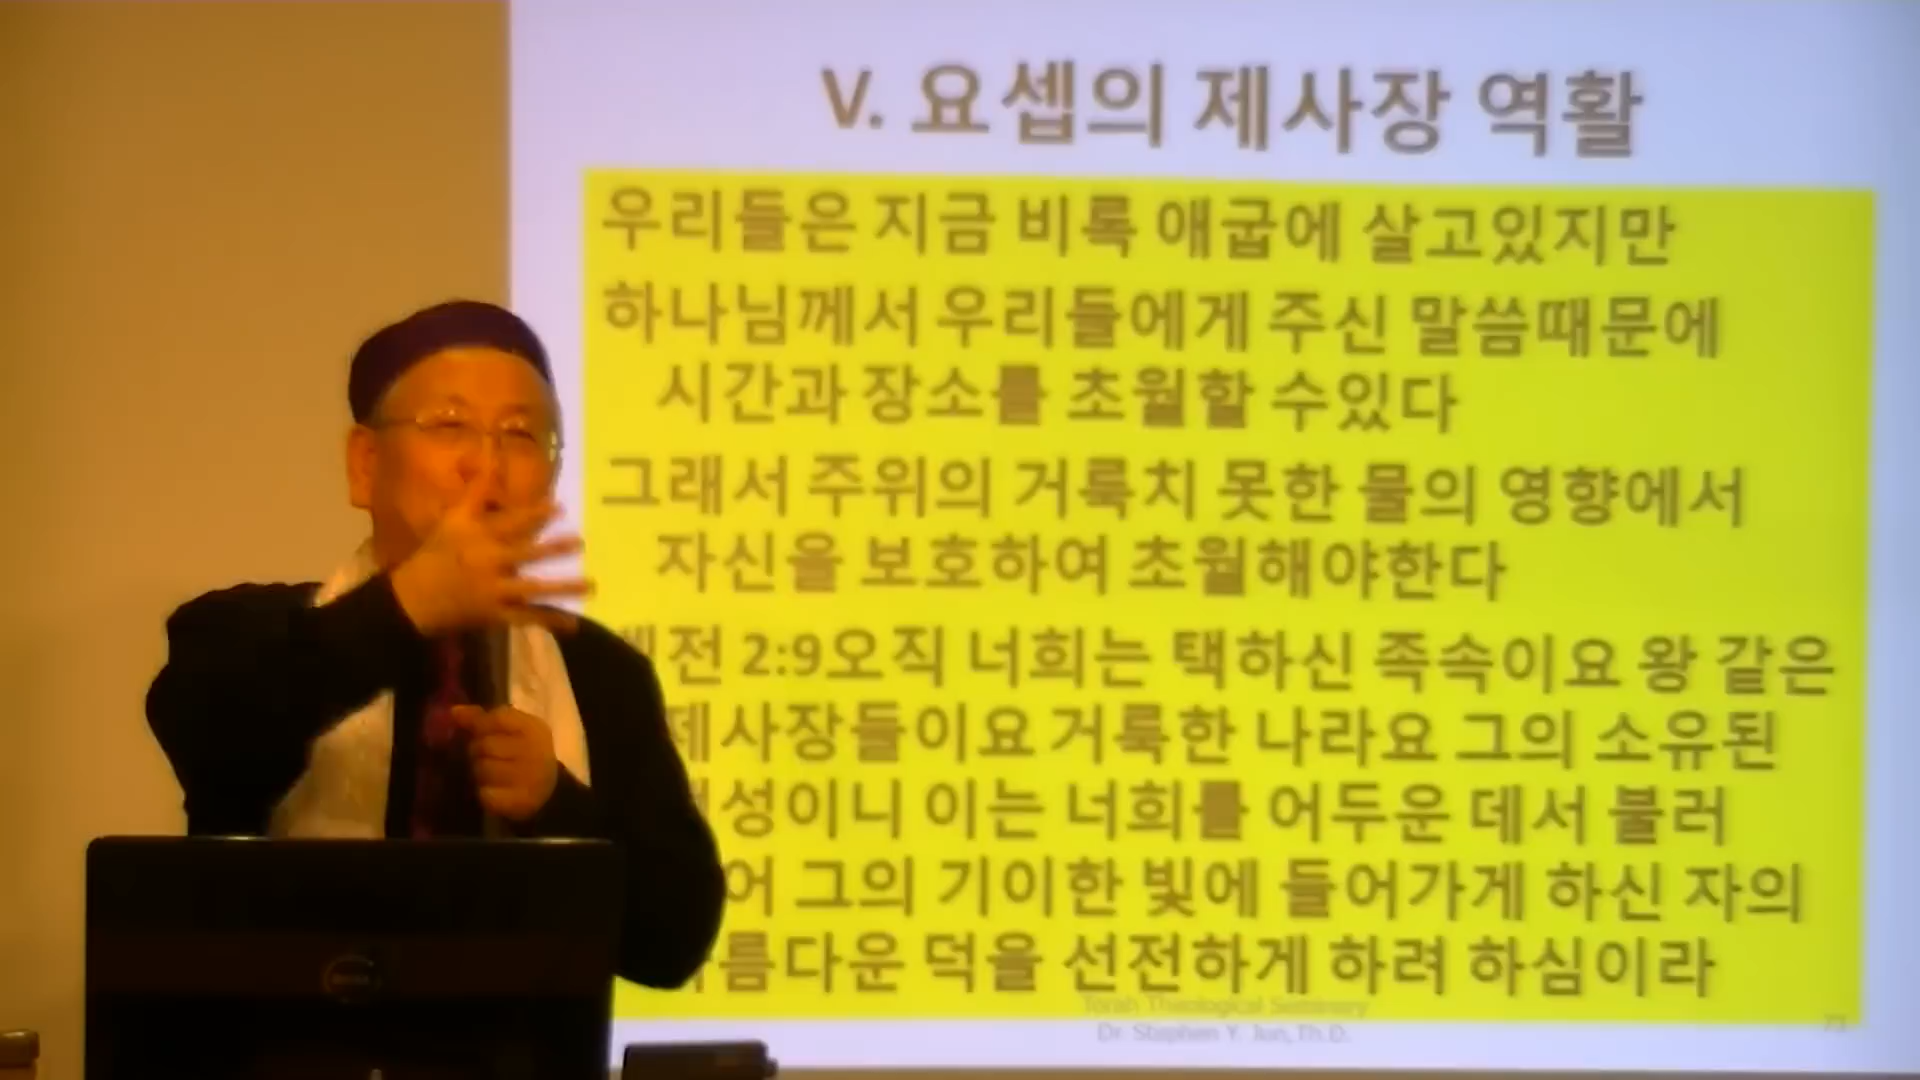 V. 요셉의 제사장 역활
우리들은 지금 비록 애굽에 살고있지만
하나님께서 우리들에게 주신 말씀때문에
시간과 장소를 초월할 수있다
그래서 주위의 거룩치 못한 물의 영향에서
자신을 보호하여 초월해야한다
2:9오직 너희는 택하신 족속이요 왕 같은
제사장들이요 거룩한 나라요 그의 소유된
이는 너희를 어두운 데서 불러
그의 기이한 빛에 들어가게 하신 자의
덕을 선전하게 하려 하심이라
Torah Theological Seminary
Dr. Stephen Y. Jun, Th.D.